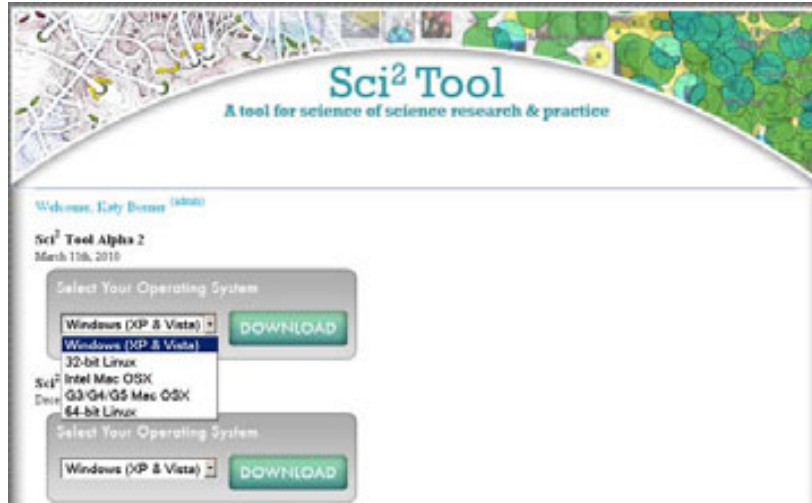 Sci² Tool
A tool for science of science research & practice
Welcome, Katy Borner (admin)
Sci² Tool Alpha 2
March 11th, 2010
Select Your Operating System
Windows (XP & Vista) DOWNLOAD
Windows (XP & Vista)
32-bit Linux
Intel Mac OSX
G3/G4/G5 Mac OSX
64-bit Linux
Sci²
Dece
Select Your Operating System
Windows (XP & Vista) DOWNLOAD